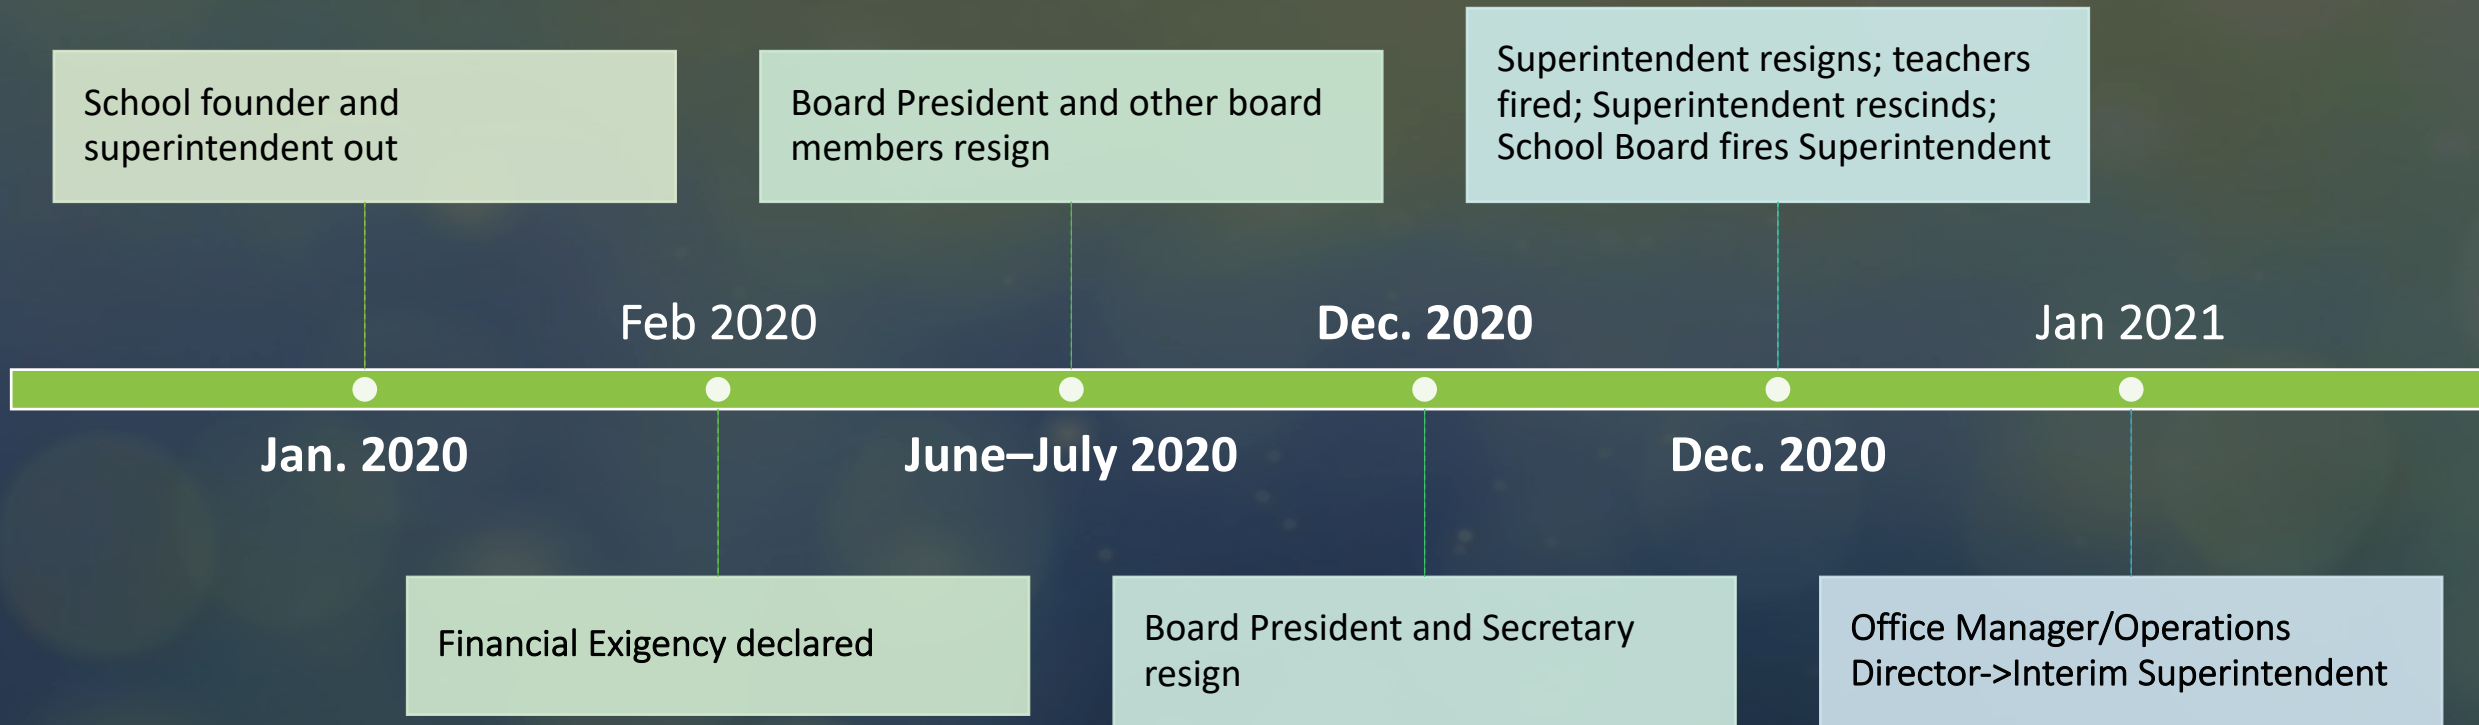 School founder and
superintendent out
Board President and other board
members resign
Superintendent resigns; teachers
fired; Superintendent rescinds;
School Board fires Superintendent
Feb 2020
Dec. 2020
Jan 2021
Jan. 2020
June–July 2020
Dec. 2020
Financial Exigency declared
Board President and Secretary
resign
Office Manager/Operations
Director->Interim Superintendent